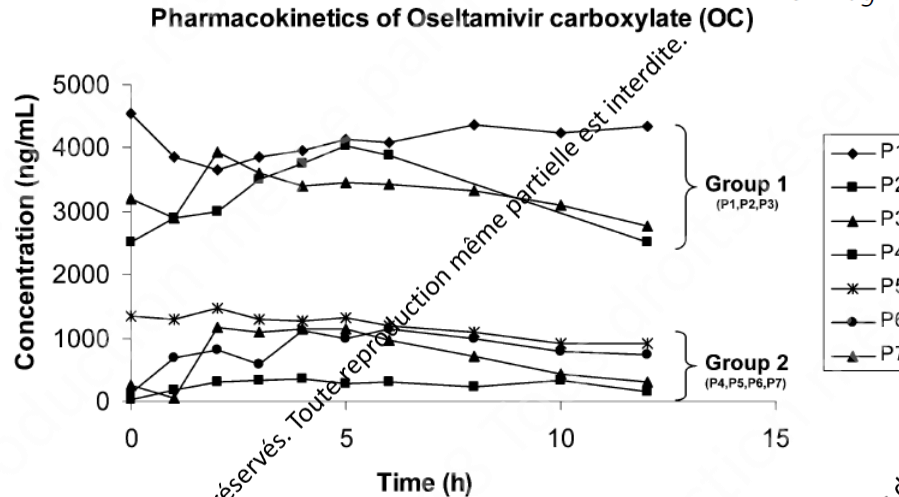 Pharmacokinetics of Oseltamivir carboxylate (OC)
Concentration (ng/mL)
5000
4000
3000
2000
1000
0
0
5
10
15
Time (h)
Group 1
(P1,P2,P3)
Group 2
(P4,P5,P6,P7)
P1
P2
P3
P4
P5
P6
P7
réservés. Toute reproduction même partielle est interdite.